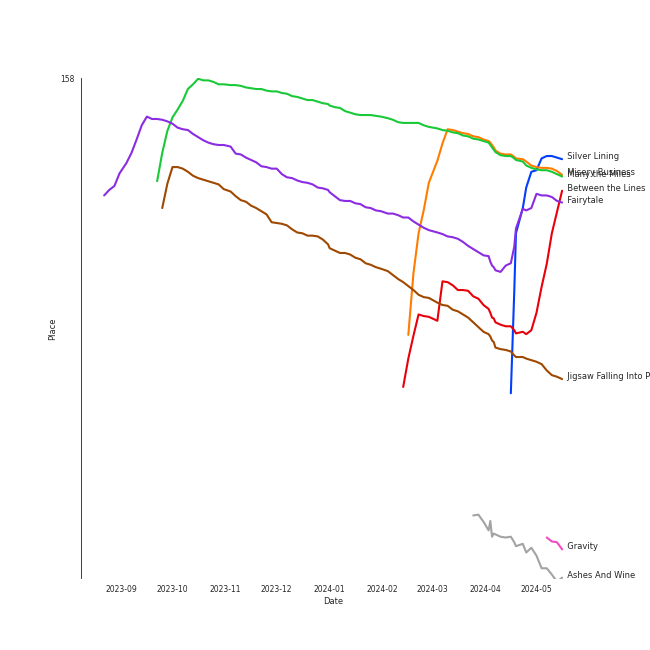 158
Silver Lining
Misery Business
Many the Miles
Between the Lines
Fairytale
Place
Jigsaw Falling Into P
Gravity
Ashes And Wine
2023-09 2023-10 2023-11 2023-12 2024-01 2024-02 2024-03 2024-04 2024-05
Date